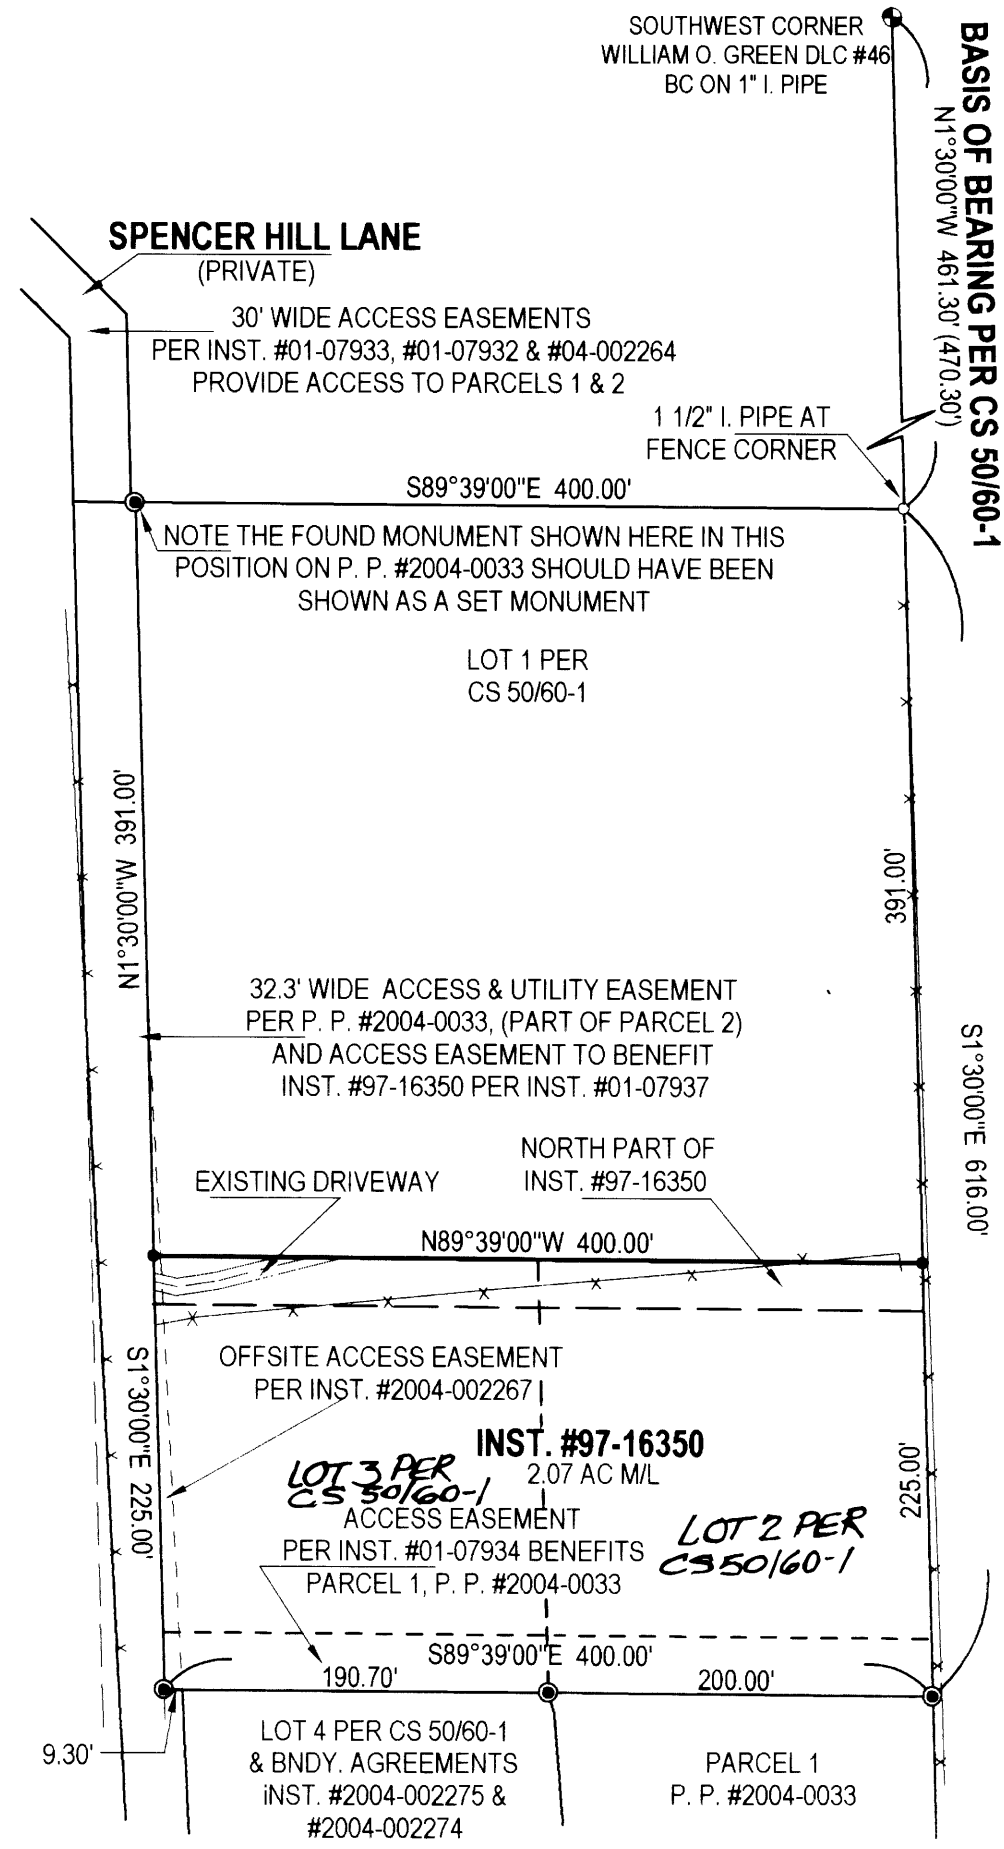 SOUTHWEST CORNER
WILLIAM O. GREEN DLC #46
BC ON 1" I. PIPE
BASIS OF BEARING PER CS 50/60-1
N1°30'00"W 461.30' (470.30')
SPENCER HILL LANE
(PRIVATE)
30' WIDE ACCESS EASEMENTS
PER INST. #01-07933, #01-07932 & #04-002264
PROVIDE ACCESS TO PARCELS 1 & 2
1 1/2" I. PIPE AT
FENCE CORNER
S89°39'00"E 400.00'
NOTE THE FOUND MONUMENT SHOWN HERE IN THIS
POSITION ON P. P. #2004-0033 SHOULD HAVE BEEN
SHOWN AS A SET MONUMENT
LOT 1 PER
CS 50/60-1
N1°30'00"W 391.00'
391.00'
32.3' WIDE ACCESS & UTILITY EASEMENT
PER P. P. #2004-0033, (PART OF PARCEL 2)
AND ACCESS EASEMENT TO BENEFIT
INST. #97-16350 PER INST. #01-07937
S1°30'00"E 616.00'
NORTH PART OF
INST. #97-16350
EXISTING DRIVEWAY
N89°39'00"W 400.00'
OFFSITE ACCESS EASEMENT
PER INST. #2004-002267
S1°30'00"E 225.00'
INST. #97-16350
2.07 AC M/L
LOT 3 PER
CS 50/60-1
225.00'
ACCESS EASEMENT
PER INST. #01-07934 BENEFITS
PARCEL 1, P. P. #2004-0033
LOT 2 PER
CS50/60-1
S89°39'00"E 400.00'
190.70'
200.00'
9.30'
LOT 4 PER CS 50/60-1
& BNDY. AGREEMENTS
INST. #2004-002275 &
#2004-002274
PARCEL 1
P. P. #2004-0033